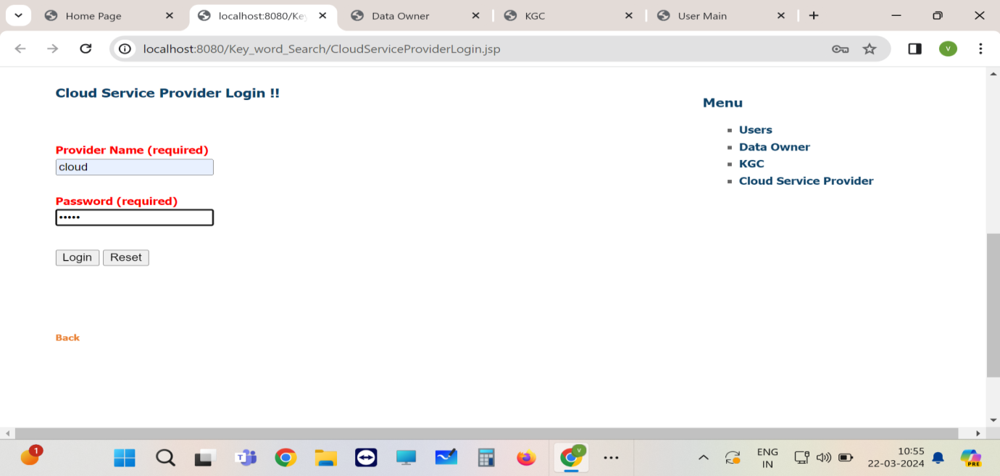 Home Page
localhost:8080/Key
Data Owner
KGC
User Main
localhost:8080/Key_word_Search/CloudServiceProviderLogin.jsp
V
Cloud Service Provider Login !!
Provider Name (required)
cloud
Password (required)
•••••
Login Reset
Back
Menu
Users
Data Owner
KGC
Cloud Service Provider
1
T
V
ENG
IN
10:55
22-03-2024
PRE